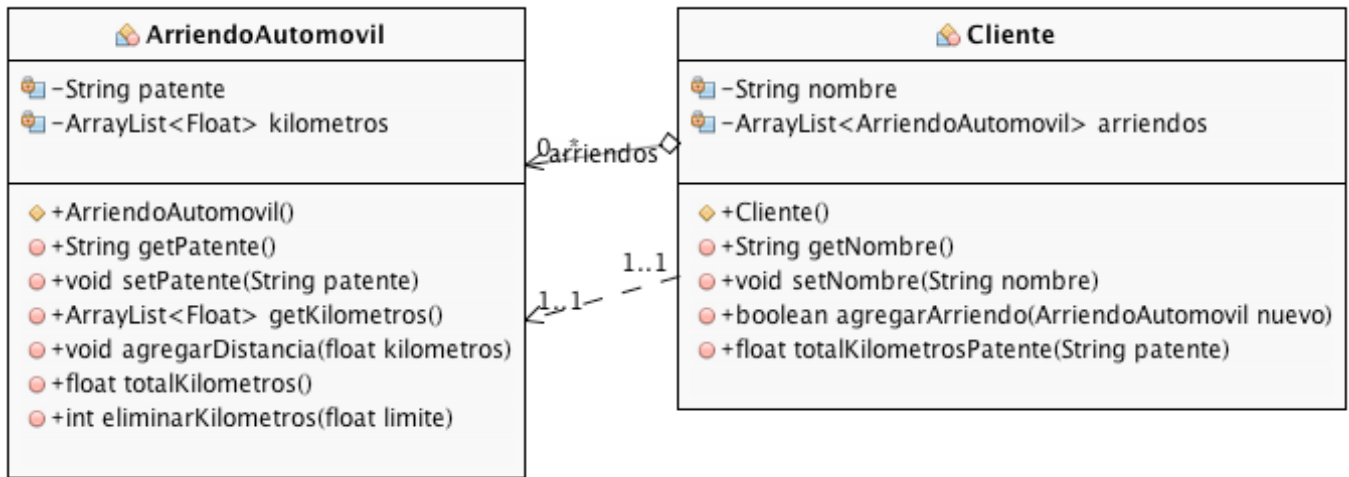 ArriendoAutomovil
-String patente
-ArrayList<Float> kilometros
+ArriendoAutomovil()
+String getPatente()
+void setPatente(String patente)
+ArrayList<Float> getKilometros()
+void agregarDistancia(float kilometros)
+float totalKilometros()
+int eliminarKilometros(float limite)
0..*
arriendos
1..1
1..1
Cliente
-String nombre
-ArrayList<ArriendoAutomovil> arriendos
+Cliente()
+String getNombre()
+void setNombre(String nombre)
+boolean agregarArriendo(ArriendoAutomovil nuevo)
+float totalKilometrosPatente(String patente)